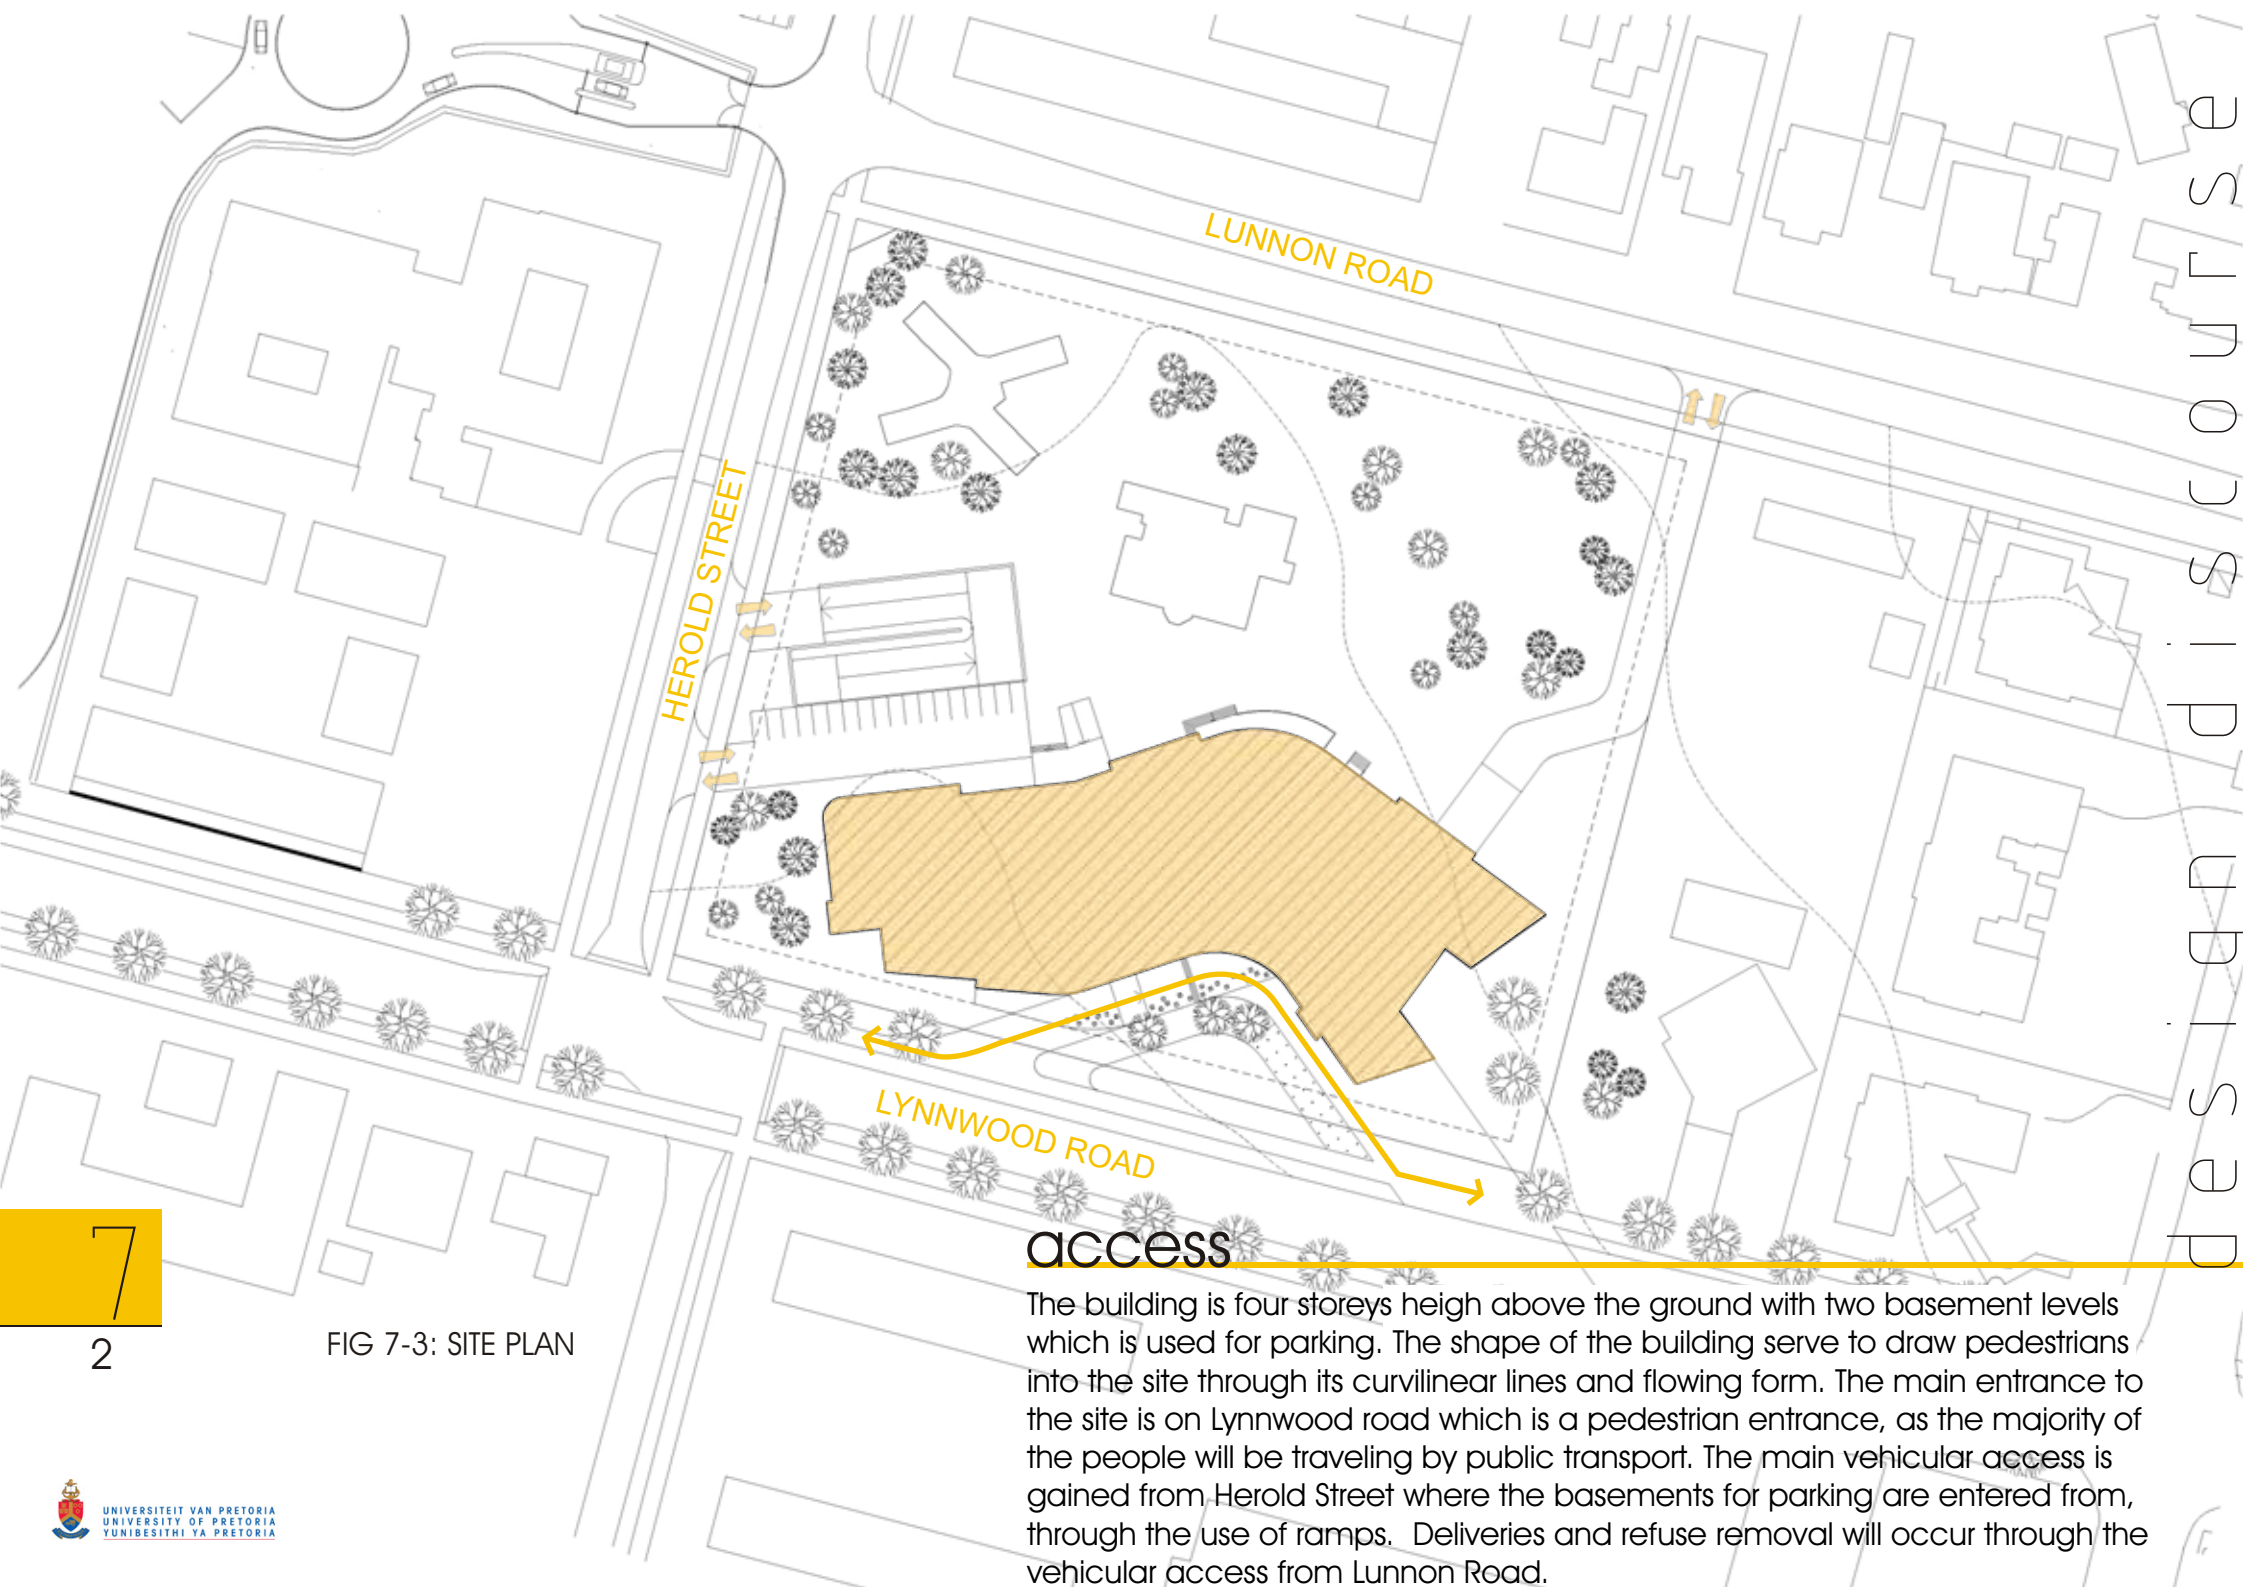 LUNNON ROAD
HEROLD STREET
LYNNWOOD ROAD
design discourse
access
The building is four storeys heigh above the ground with two basement levels
which is used for parking. The shape of the building serve to draw pedestrians
into the site through its curvilinear lines and flowing form. The main entrance to
the site is on Lynnwood road which is a pedestrian entrance, as the majority of
the people will be traveling by public transport. The main vehicular access is
gained from Herold Street where the basements for parking are entered from,
through the use of ramps.  Deliveries and refuse removal will occur through the
vehicular access from Lunnon Road.
7
2
FIG 7-3: SITE PLAN
UNIVERSITEIT VAN PRETORIA
UNIVERSITY OF PRETORIA
YUNIBESITHI YA PRETORIA